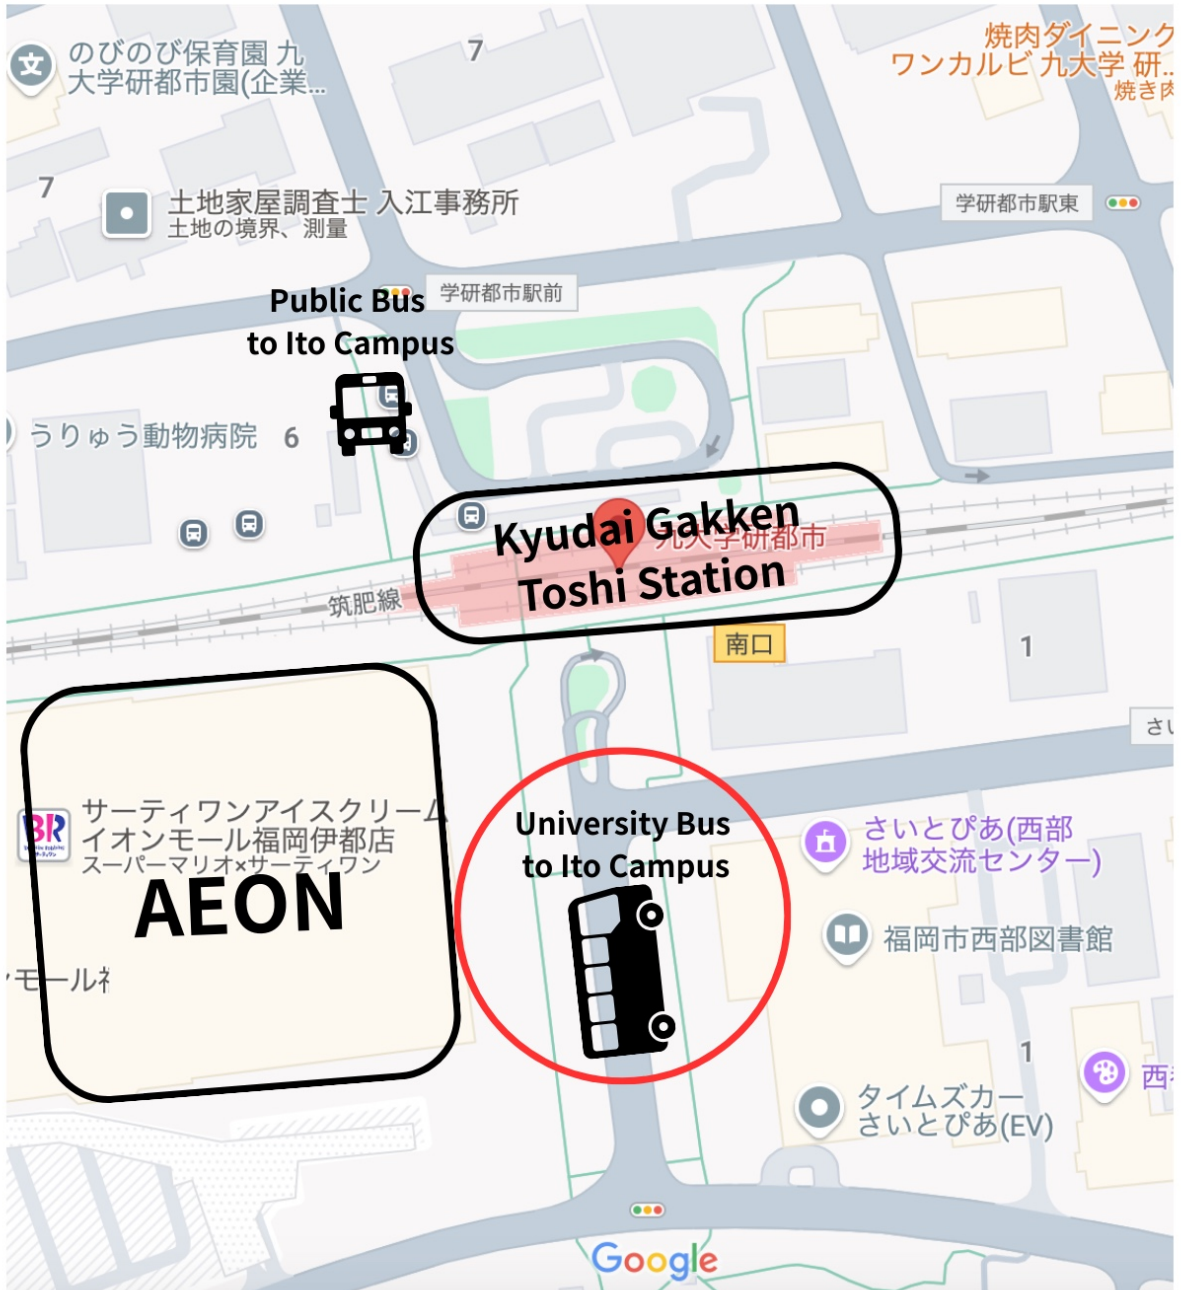 のびのび保育園 九
大学研都市園(企業...
7
焼肉ダイニング
ワンカルビ 九大学 研...
焼き肉
7
土地家屋調査士 入江事務所
土地の境界、測量
学研都市駅東
Public Bus
to Ito Campus
学研都市駅前
うりゅう動物病院
6
Kyudai Gakken
Toshi Station
九大学研都市
筑肥線
南口
1
さい
サーティワンアイスクリーム
イオンモール福岡伊都店
スーパーマリオ×サーティワン
BR
AEON
モール福
University Bus
to Ito Campus
さいとぴあ(西部
地域交流センター)
福岡市西部図書館
1
西
タイムズカー
さいとぴあ(EV)
Google